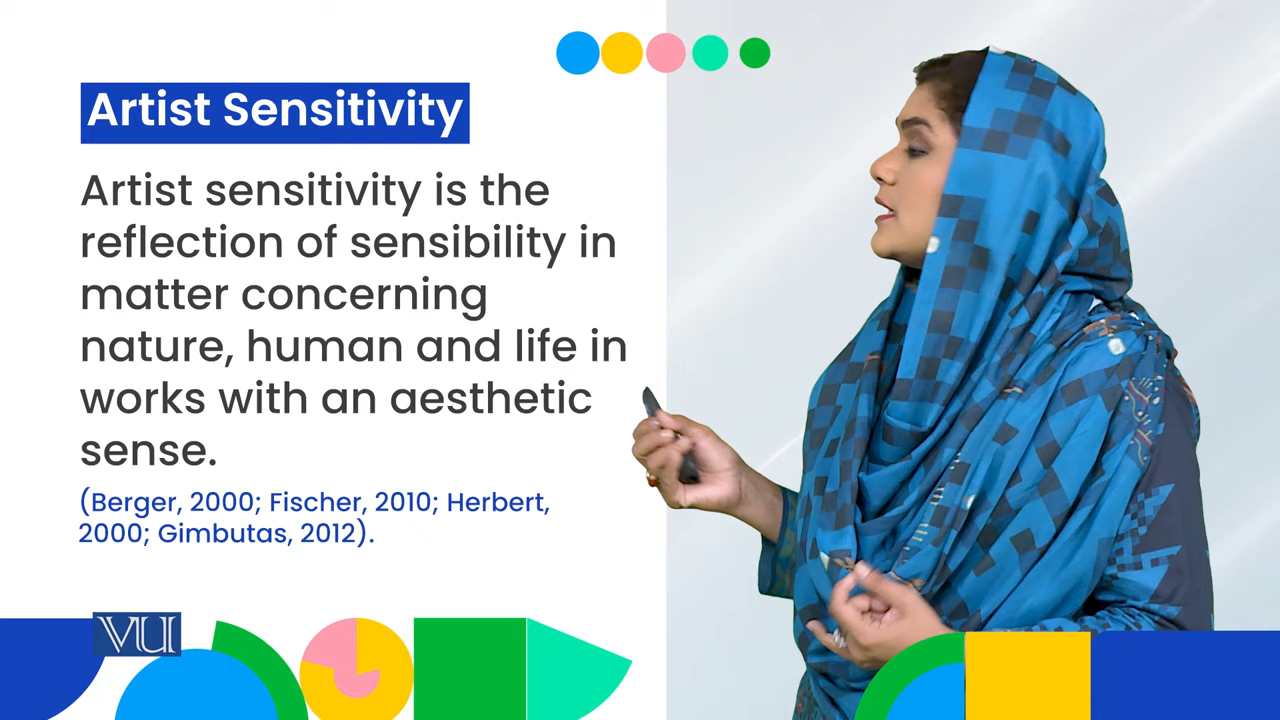 Artist Sensitivity
Artist sensitivity is the
reflection of sensibility in
matter concerning
nature, human and life in
works with an aesthetic
sense.
(Berger, 2000; Fischer, 2010; Herbert,
2000; Gimbutas, 2012).
VU